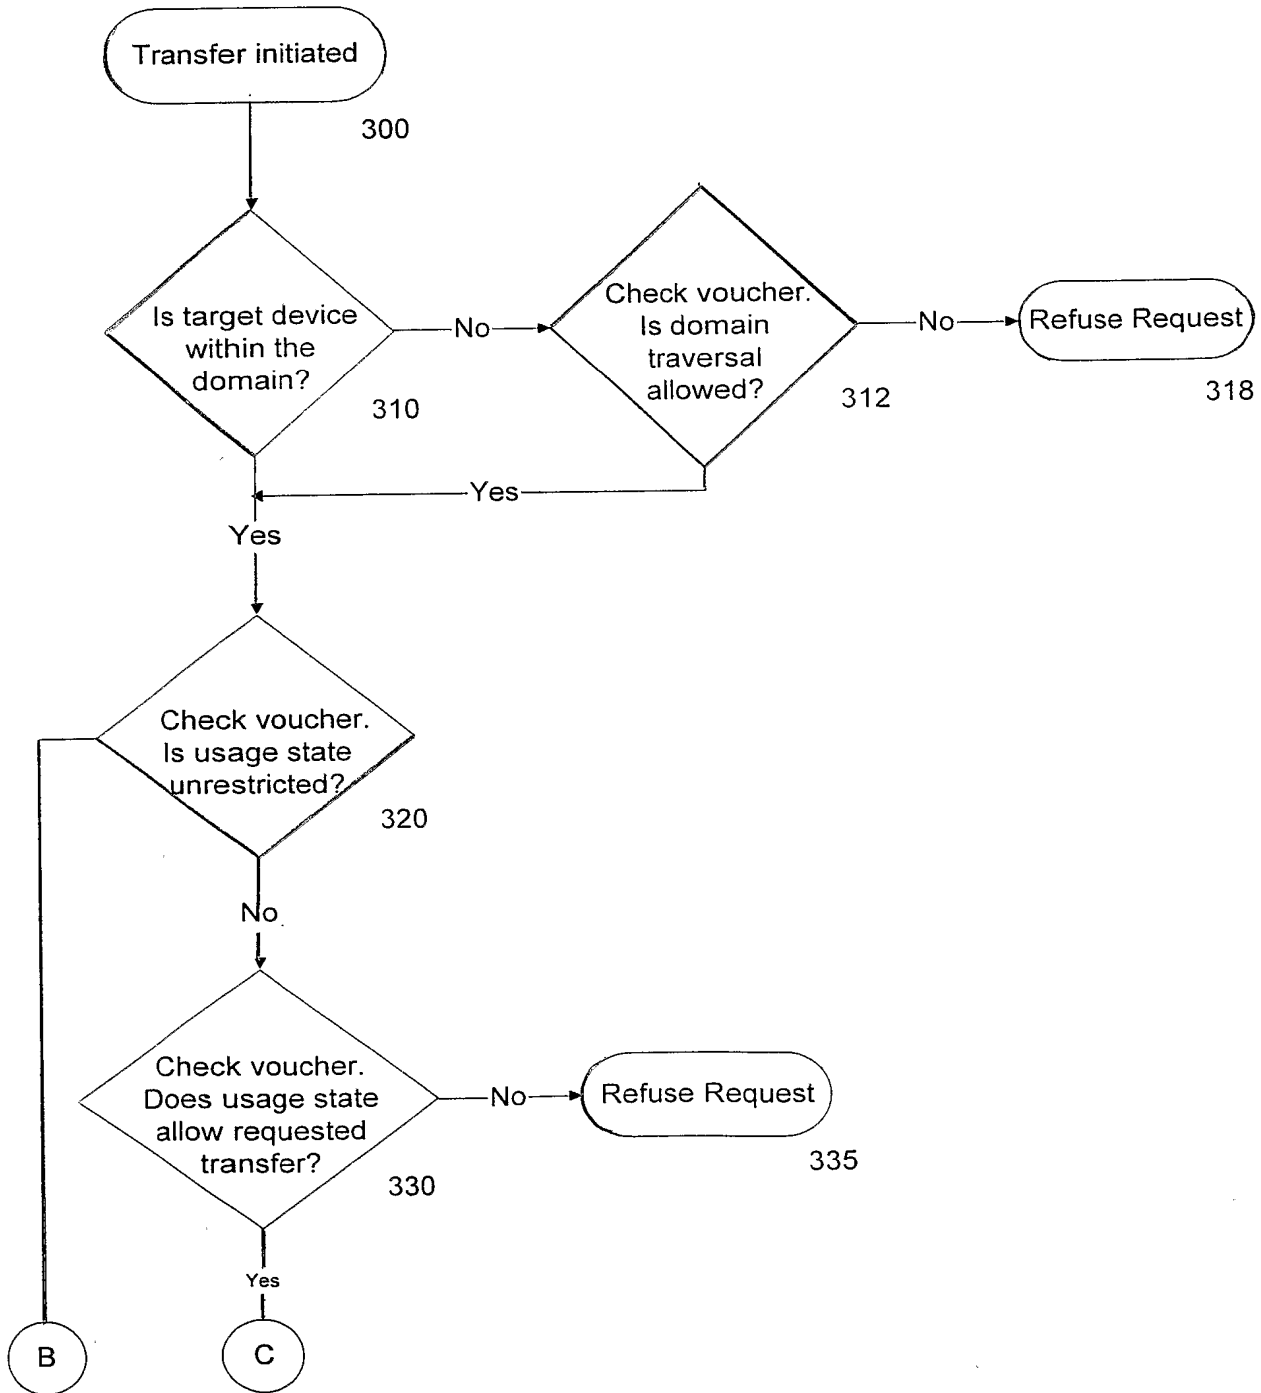 Transfer initiated
300
Is target device
within the
domain?
310
No
Check voucher.
Is domain
traversal
allowed?
312
No
Refuse Request
318
Yes
Yes
Check voucher.
Is usage state
unrestricted?
320
No
Check voucher.
Does usage state
allow requested
transfer?
330
No
Refuse Request
335
Yes
B
C